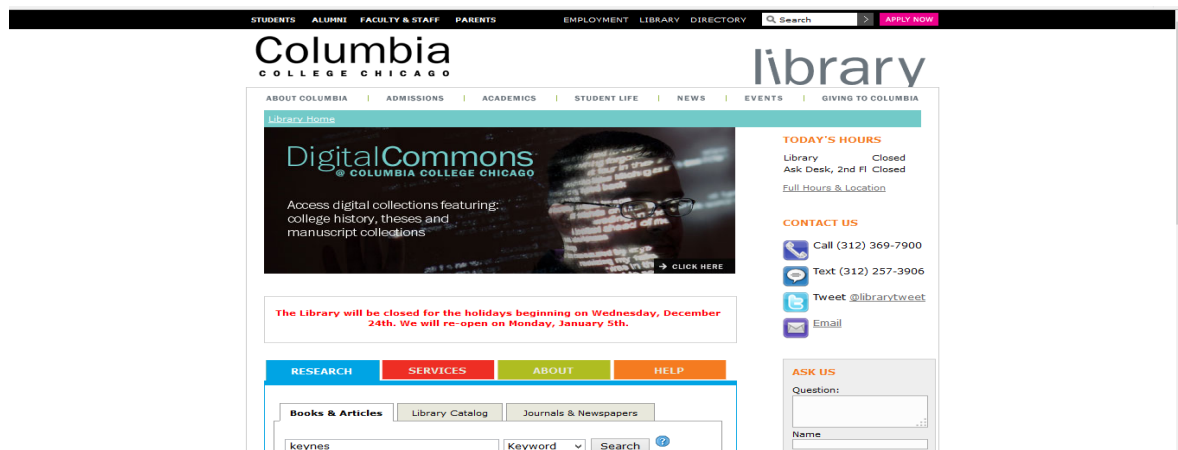 STUDENTS ALUMNI FACULTY & STAFF PARENTS EMPLOYMENT LIBRARY DIRECTORY Search APPLY NOW
Columbia
COLLEGE CHICAGO
library
ABOUT COLUMBIA | ADMISSIONS | ACADEMICS | STUDENT LIFE | NEWS | EVENTS | GIVING TO COLUMBIA
Library Home
DigitalCommons
@ COLUMBIA COLLEGE CHICAGO
Access digital collections featuring:
college history, theses and
manuscript collections
CLICK HERE
The Library will be closed for the holidays beginning on Wednesday, December
24th. We will re-open on Monday, January 5th.
RESEARCH SERVICES ABOUT HELP
Books & Articles Library Catalog Journals & Newspapers
keynes Keyword Search ?
TODAY'S HOURS
Library Closed
Ask Desk, 2nd Fl Closed
Full Hours & Location
CONTACT US
Call (312) 369-7900
Text (312) 257-3906
Tweet @librarytweet
Email
ASK US
Question:
Name